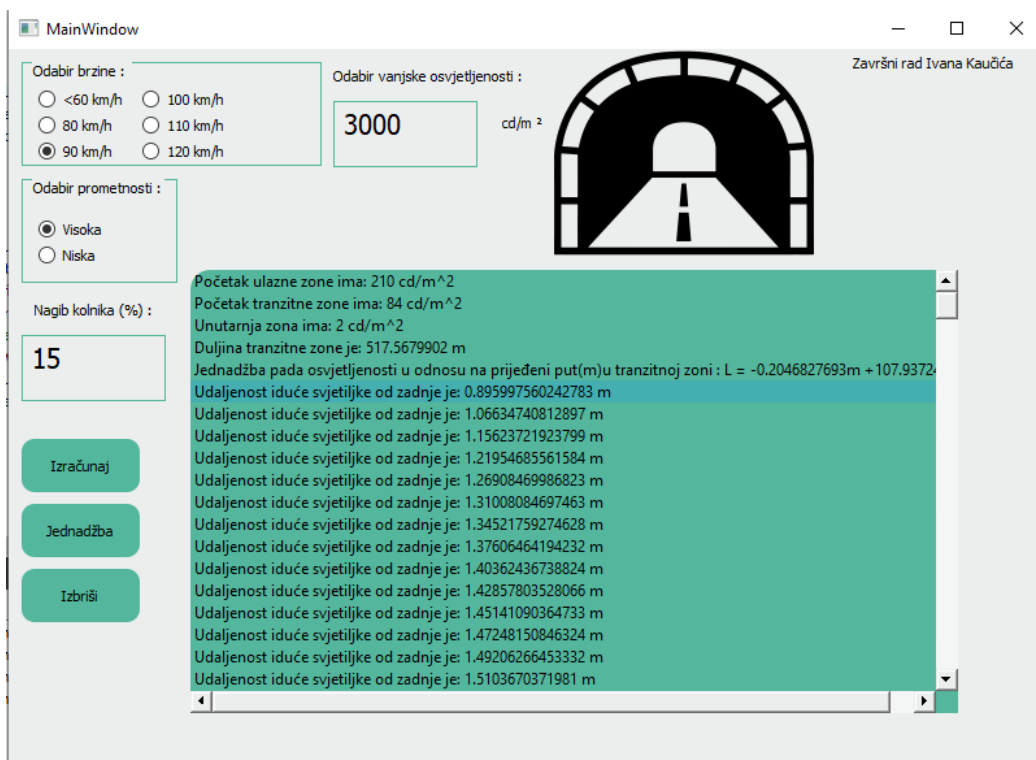 MainWindow
Završni rad Ivana Kaučića
Odabir brzine :
<60 km/h
100 km/h
80 km/h
110 km/h
90 km/h
120 km/h
Odabir vanjske osvjetljenosti :
3000
cd/m ²
Odabir prometnosti :
Visoka
Niska
Nagib kolnika (%) :
15
Izračunaj
Jednadžba
Izbriši
Početak ulazne zone ima: 210 cd/m^2
Početak tranzitne zone ima: 84 cd/m^2
Unutarnja zona ima: 2 cd/m^2
Duljina tranzitne zone je: 517.5679902 m
Jednadžba pada osvjetljenosti u odnosu na prijeđeni put(m)u tranzitnoj zoni : L = -0.2046827693m +107.9372
Udaljenost iduće svjetiljke od zadnje je: 0.895997560242783 m
Udaljenost iduće svjetiljke od zadnje je: 1.06634740812897 m
Udaljenost iduće svjetiljke od zadnje je: 1.15623721923799 m
Udaljenost iduće svjetiljke od zadnje je: 1.21954685561584 m
Udaljenost iduće svjetiljke od zadnje je: 1.26908469986823 m
Udaljenost iduće svjetiljke od zadnje je: 1.31008084697463 m
Udaljenost iduće svjetiljke od zadnje je: 1.34521759274628 m
Udaljenost iduće svjetiljke od zadnje je: 1.37606464194232 m
Udaljenost iduće svjetiljke od zadnje je: 1.40362436738824 m
Udaljenost iduće svjetiljke od zadnje je: 1.42857803528066 m
Udaljenost iduće svjetiljke od zadnje je: 1.45141090364733 m
Udaljenost iduće svjetiljke od zadnje je: 1.47248150846324 m
Udaljenost iduće svjetiljke od zadnje je: 1.49206266453332 m
Udaljenost iduće svjetiljke od zadnje je: 1.5103670371981 m